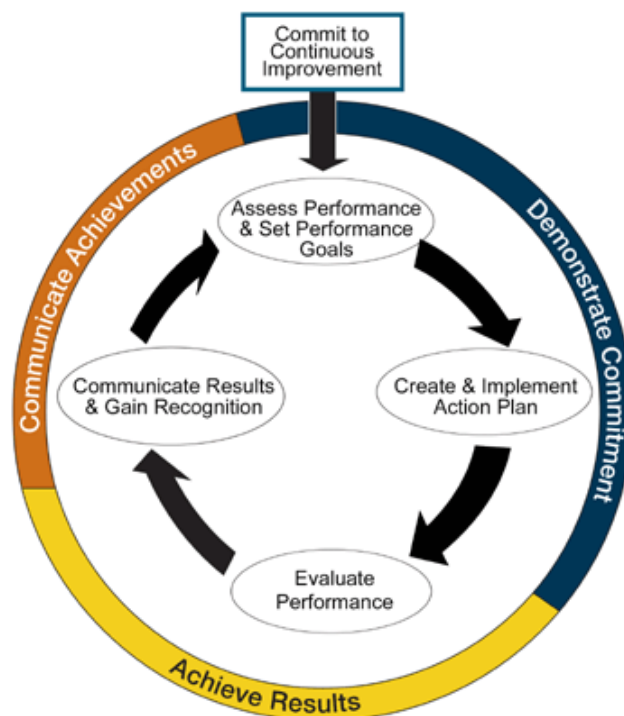 Commit to
Continuous
Improvement
Communicate Achievements
Demonstrate Commitment
Assess Performance
& Set Performance
Goals
Communicate Results
& Gain Recognition
Create & Implement
Action Plan
Evaluate
Performance
Achieve Results